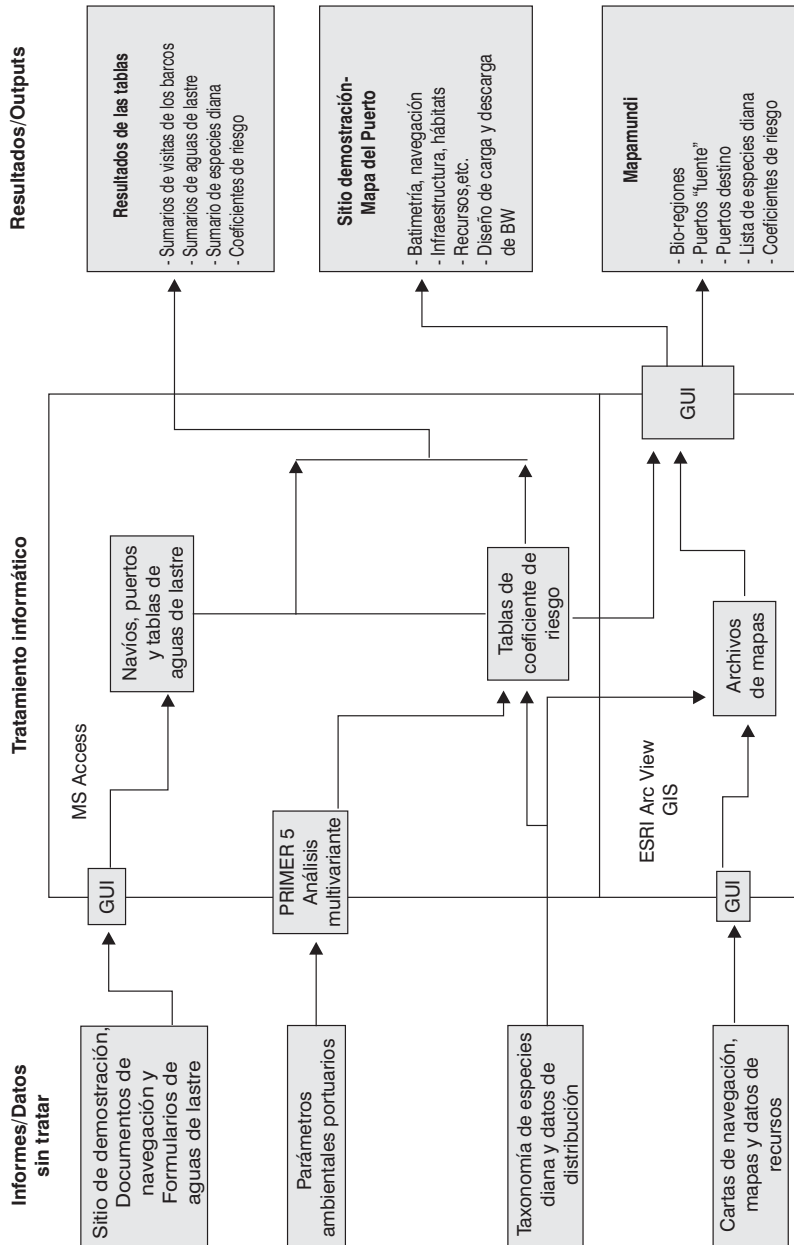 Informes/Datos
sin tratar
Tratamiento informático
Resultados/Outputs
Sitio de demostración,
Documentos de
navegación y
Formularios de
aguas de lastre
Parámetros
ambientales portuarios
Taxonomía de especies
diana y datos de
distribución
Cartas de navegación,
mapas y datos de
recursos
GUI
MS Access
Navíos, puertos
y tablas de
aguas de lastre
PRIMER 5
Análisis
multivariante
Tablas de
coeficiente de
riesgo
GUI
ESRI Arc View
GIS
Archivos
de mapas
GUI
Resultados de las tablas
- Sumarios de visitas de los barcos
- Sumarios de aguas de lastre
- Sumario de especies diana
- Coeficientes de riesgo
Sitio demostración-
Mapa del Puerto
- Batimetría, navegación
- Infraestructura, hábitats
- Recursos,etc.
- Diseño de carga y descarga
de BW
Mapamundi
- Bio-regiones
- Puertos “fuente”
- Puertos destino
- Lista de especies diana
- Coeficientes de riesgo